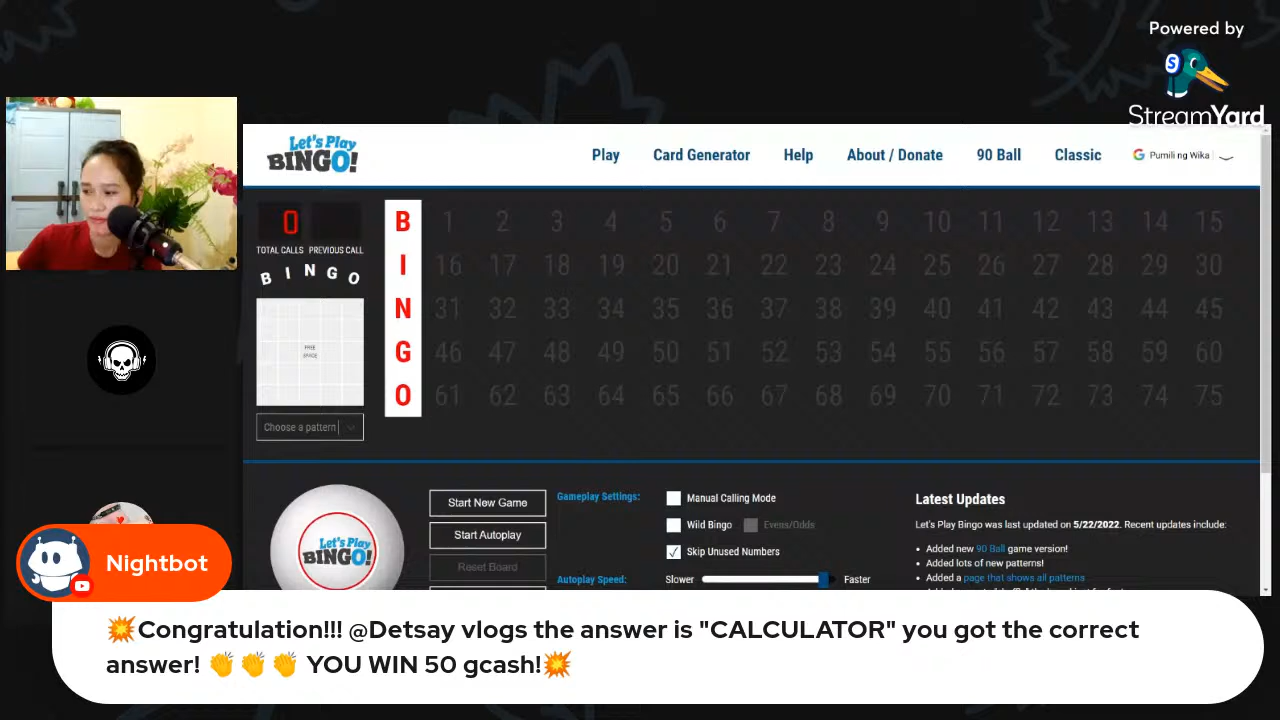 Powered by
StreamYard
Let's Play
BINGO!
Play
Card Generator
Help
About / Donate
90 Ball
Classic
G Pumili ng Wika
0
TOTAL CALLS
PREVIOUS CALL
B I N G O
FREE
SPACE
Choose a pattern
B 1 2 3 4 5 6 7 8 9 10 11 12 13 14 15
I 16 17 18 19 20 21 22 23 24 25 26 27 28 29 30
N 31 32 33 34 35 36 37 38 39 40 41 42 43 44 45
G 46 47 48 49 50 51 52 53 54 55 56 57 58 59 60
O 61 62 63 64 65 66 67 68 69 70 71 72 73 74 75
Let's Play
BINGO!
Start New Game
Start Autoplay
Reset Board
Gameplay Settings:
Manual Calling Mode
Wild Bingo
Evens/Odds
Skip Unused Numbers
Autoplay Speed:
Slower
Faster
Latest Updates
Let's Play Bingo was last updated on 5/22/2022. Recent updates include:
• Added new 90 Ball game version!
• Added lots of new patterns!
• Added a page that shows all patterns
Nightbot
💥Congratulation!!! @Detsay vlogs the answer is "CALCULATOR" you got the correct
answer! 👏👏👏 YOU WIN 50 gcash!💥